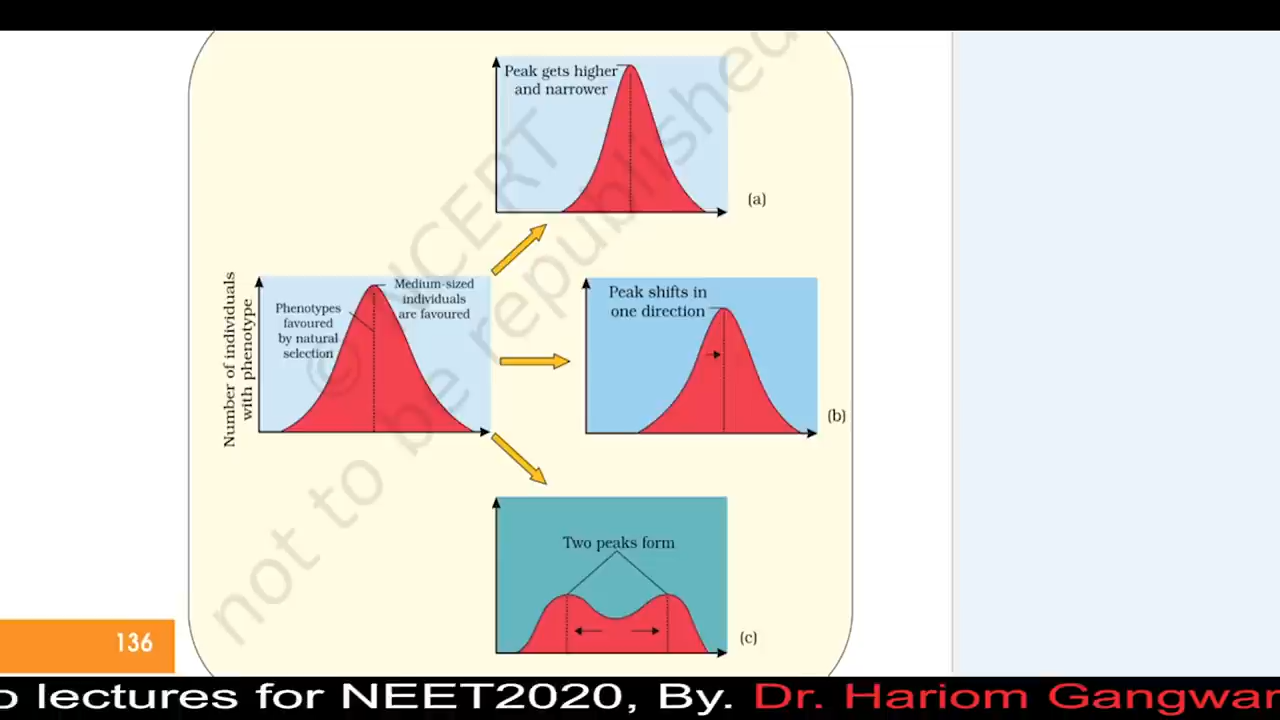 Peak gets higher
and narrower
(a)
Number of individuals
with phenotype
Phenotypes
favoured
by natural
selection
Medium-sized
individuals
are favoured
Peak shifts in
one direction
(b)
Two peaks form
(c)
© NCERT
not to be republished
136
o lectures for NEET2020, By. Dr. Hariom Gangwar